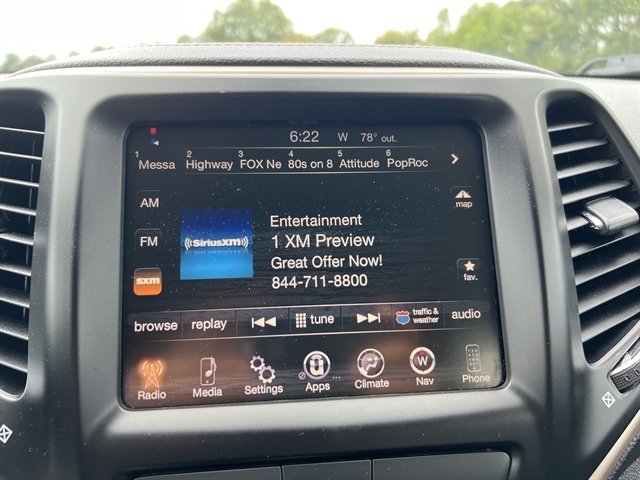 6:22 W 78° out.
1 Messa 2 Highway 3 FOX Ne 4 80s on 8 5 Attitude 6 PopRoc >
AM
map
FM
((SiriusXM))
Entertainment
1 XM Preview
Great Offer Now!
844-711-8800
sxm
fav.
browse replay tune traffic & weather audio
Radio Media Settings Apps Climate W Nav Phone